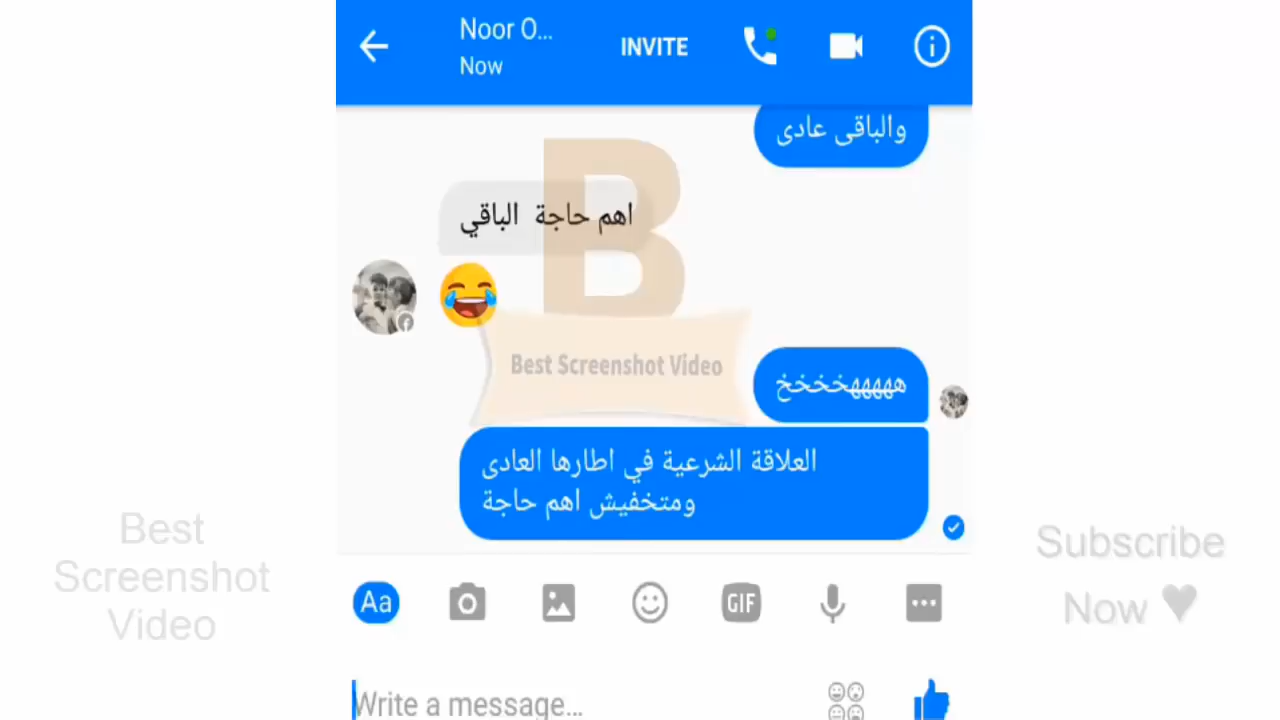 Noor O...
Now
INVITE
والباقى عادى
B
اهم حاجة الباقي
Best Screenshot Video
هههههخخخخ
العلاقة الشرعية في اطارها العادى
ومتخفيش اهم حاجة
Best
Screenshot
Video
Subscribe
Now
Aa
GIF
Write a message...